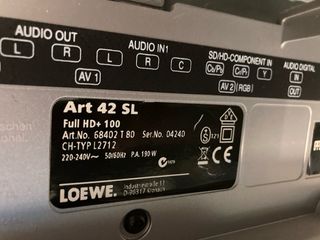 AUDIO OUT
AUDIO IN1
SD/HD-COMPONENT IN
AUDIO DIGITAL
L R L R C Cb/Pb Cr/Pr Y IN
OUT
AV 1
AV 2 (RGB)
Art 42 SL
Full HD+ 100
Art.No. 68402 T 80 Ser.No. 04240
CH-TYP L2712
220-240V~ 50/60Hz P.A. 190 W
LOEWE.
Industriestraße 11
D-96317 Kronach